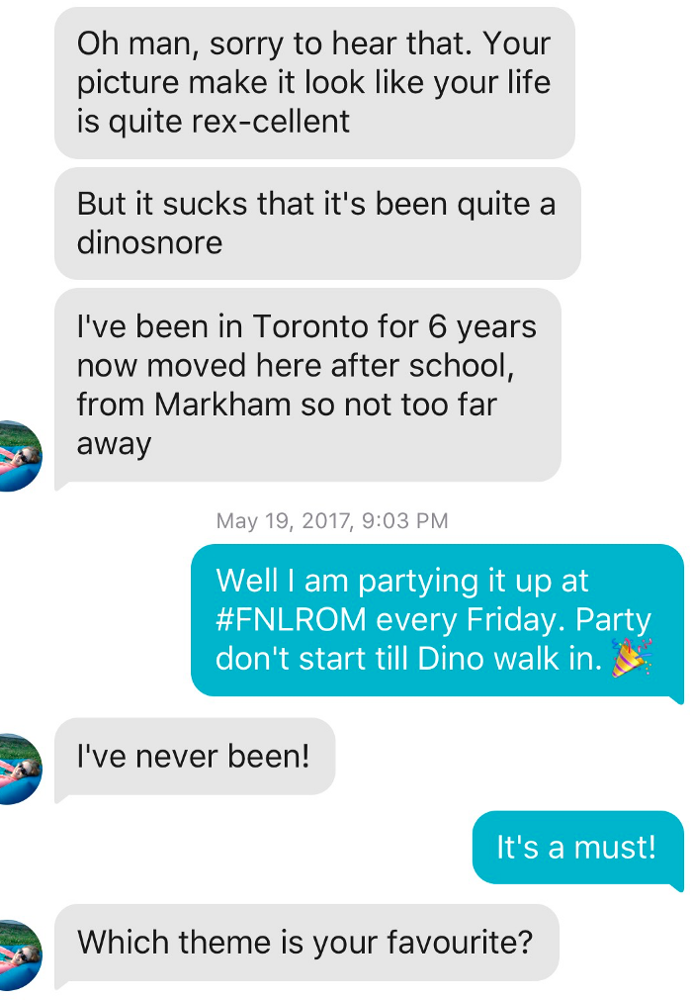 Oh man, sorry to hear that. Your
picture make it look like your life
is quite rex-cellent
But it sucks that it's been quite a
dinosnore
I've been in Toronto for 6 years
now moved here after school,
from Markham so not too far
away
May 19, 2017, 9:03 PM
Well I am partying it up at
#FNLROM every Friday. Party
don't start till Dino walk in. 🎉
I've never been!
It's a must!
Which theme is your favourite?